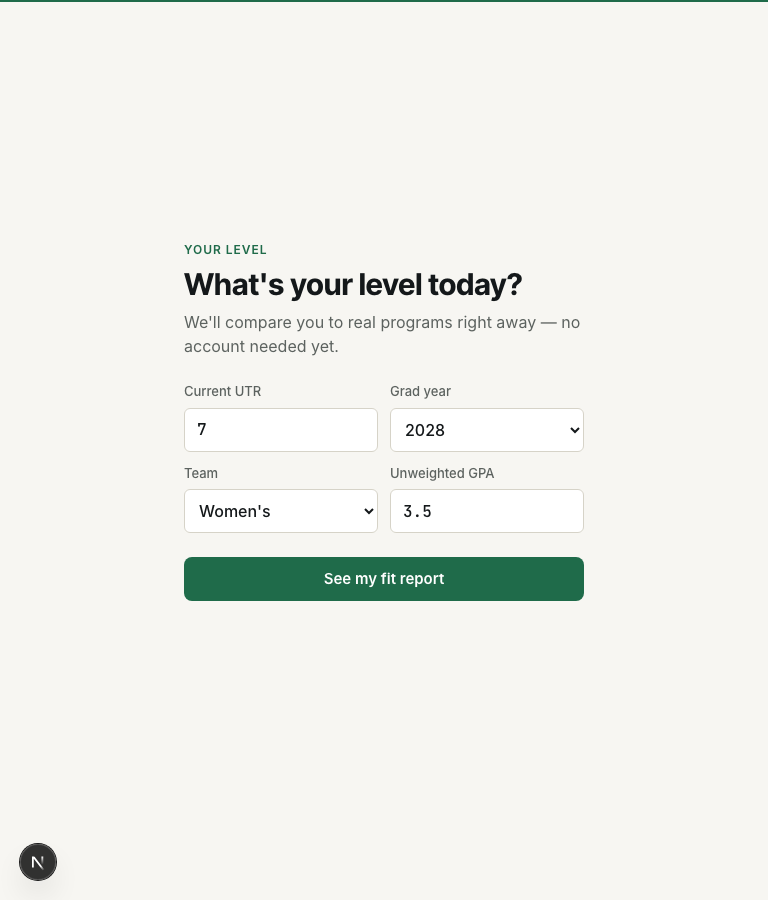 YOUR LEVEL
What's your level today?
We'll compare you to real programs right away — no
account needed yet.
Current UTR
Grad year
7
2028
Team
Unweighted GPA
Women's
3.5
See my fit report
N